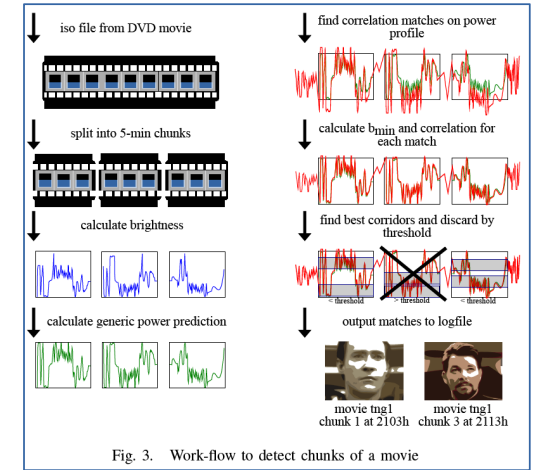 iso file from DVD movie
split into 5-min chunks
calculate brightness
calculate generic power prediction
find correlation matches on power
profile
calculate bmin and correlation for
each match
find best corridors and discard by
threshold
< threshold
> threshold
< threshold
output matches to logfile
movie tng1
chunk 1 at 2103h
movie tng1
chunk 3 at 2113h
Fig. 3. Work-flow to detect chunks of a movie